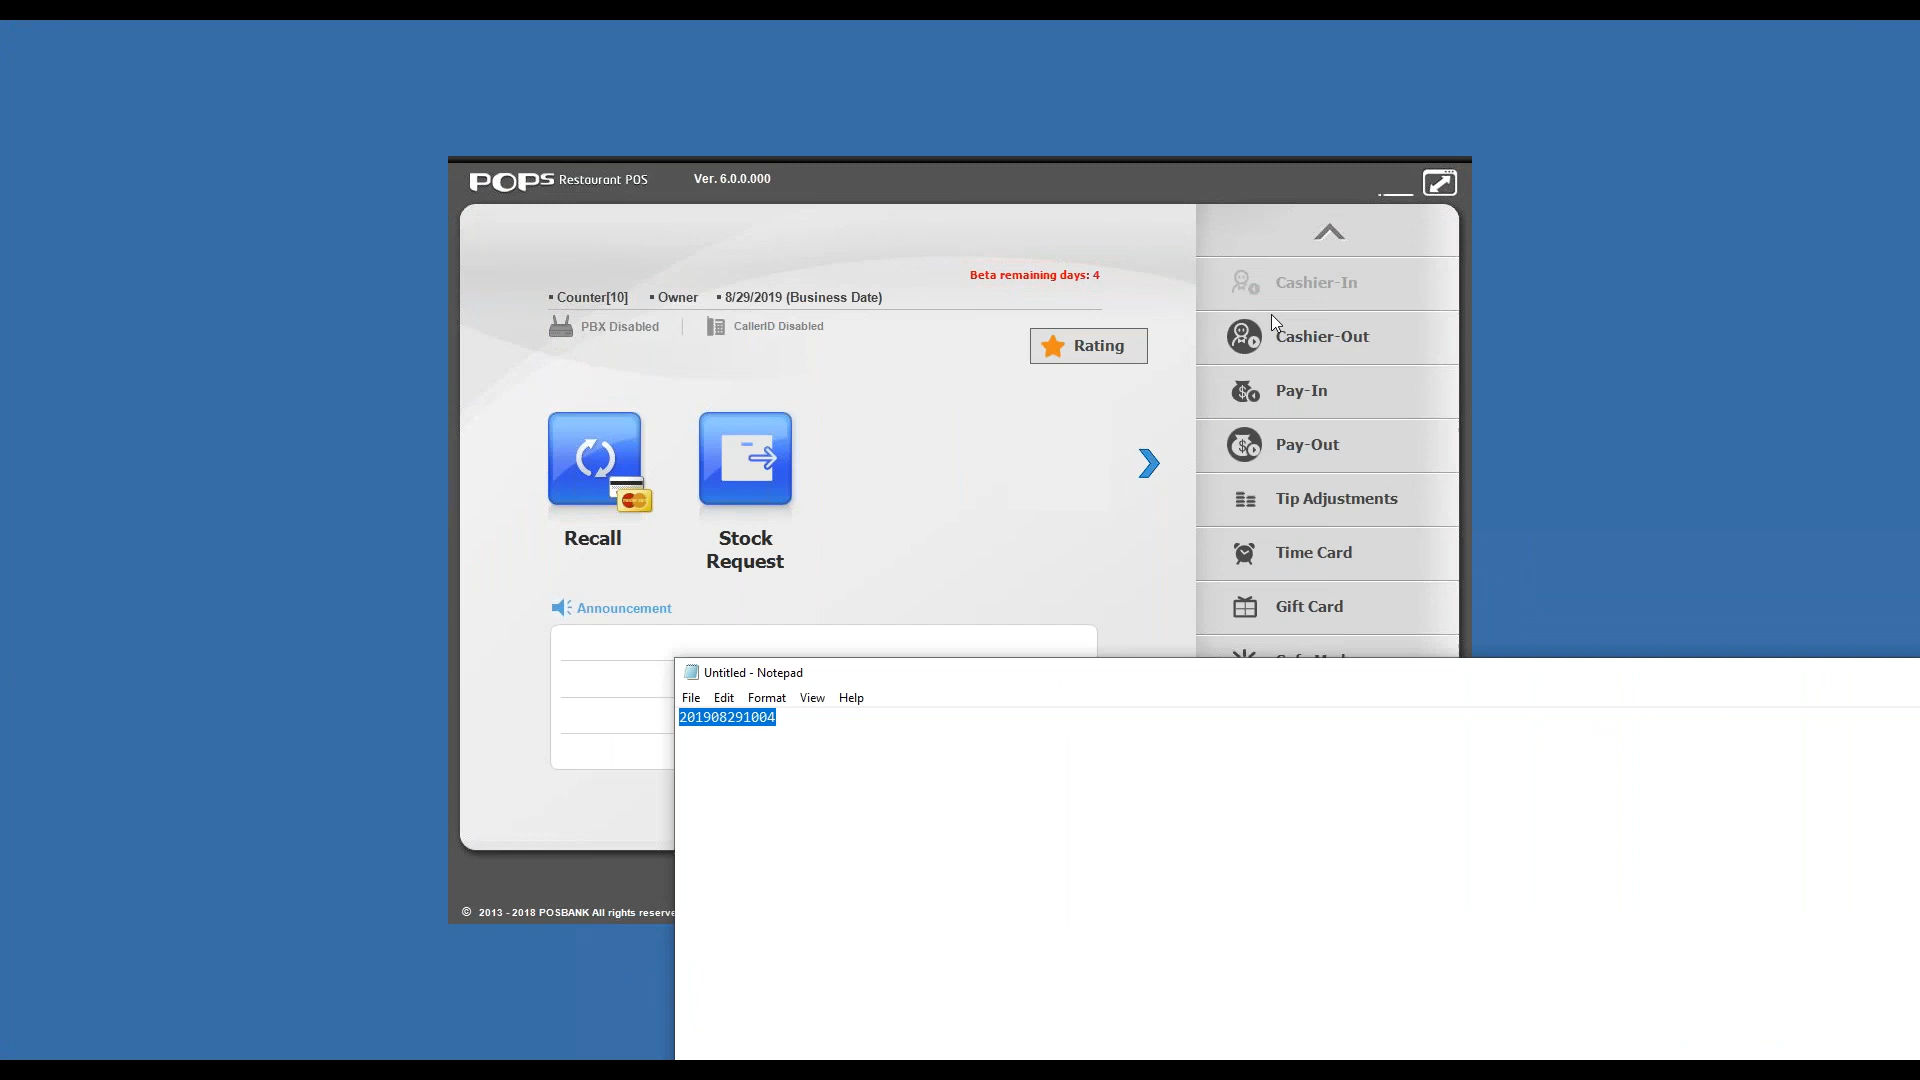 POPS Restaurant POS Ver. 6.0.0.000
Beta remaining days: 4
▪ Counter[10] ▪ Owner ▪ 8/29/2019 (Business Date)
PBX Disabled CallerID Disabled
Rating
Recall
Stock
Request
Announcement
Cashier-In
Cashier-Out
Pay-In
Pay-Out
Tip Adjustments
Time Card
Gift Card
Untitled - Notepad
File Edit Format View Help
201908291004
© 2013 - 2018 POSBANK All rights reserve